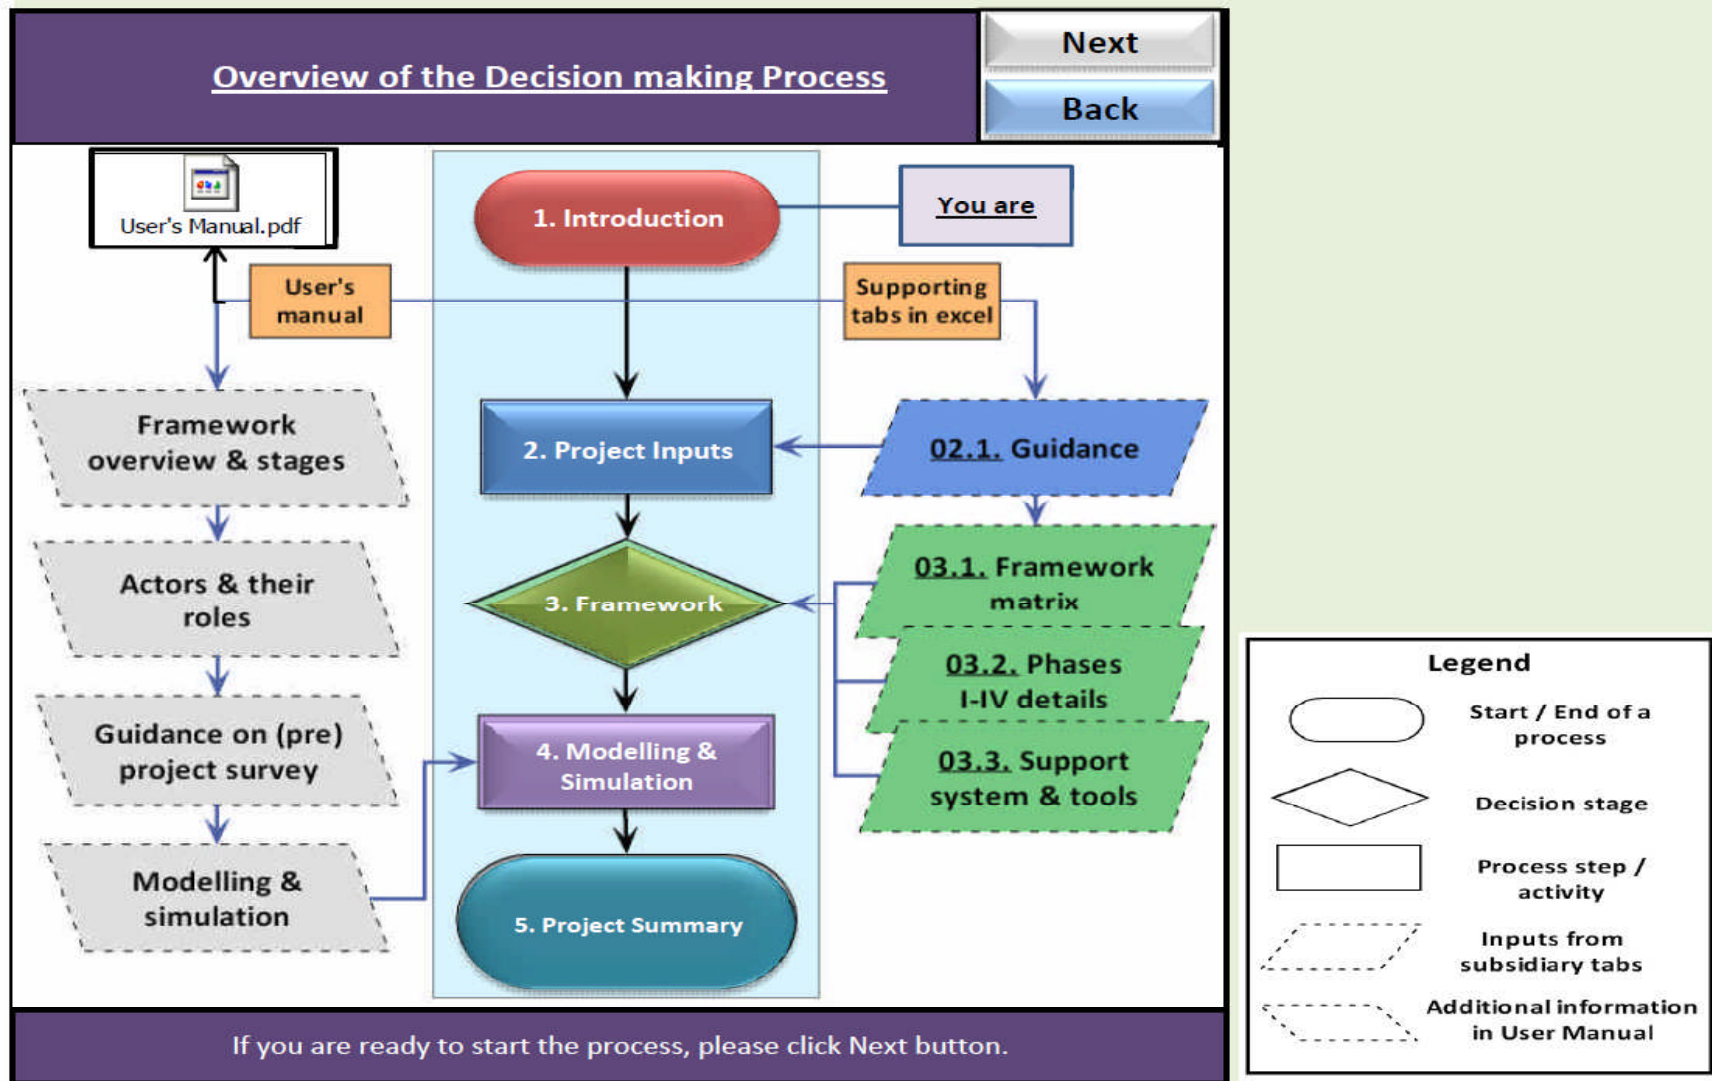 Overview of the Decision making Process
Next
Back
User's Manual.pdf
1. Introduction
You are
User's
manual
Supporting
tabs in excel
Framework
overview & stages
2. Project Inputs
02.1. Guidance
Actors & their
roles
3. Framework
03.1. Framework
matrix
03.2. Phases
I-IV details
Guidance on (pre)
project survey
4. Modelling &
Simulation
03.3. Support
system & tools
Modelling &
simulation
5. Project Summary
If you are ready to start the process, please click Next button.
Legend
Start / End of a
process
Decision stage
Process step /
activity
Inputs from
subsidiary tabs
Additional information
in User Manual